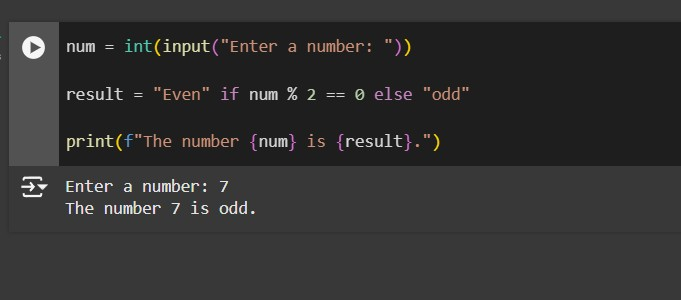 num = int(input("Enter a number: "))
result = "Even" if num % 2 == 0 else "odd"
print(f"The number {num} is {result}.")
Enter a number: 7
The number 7 is odd.